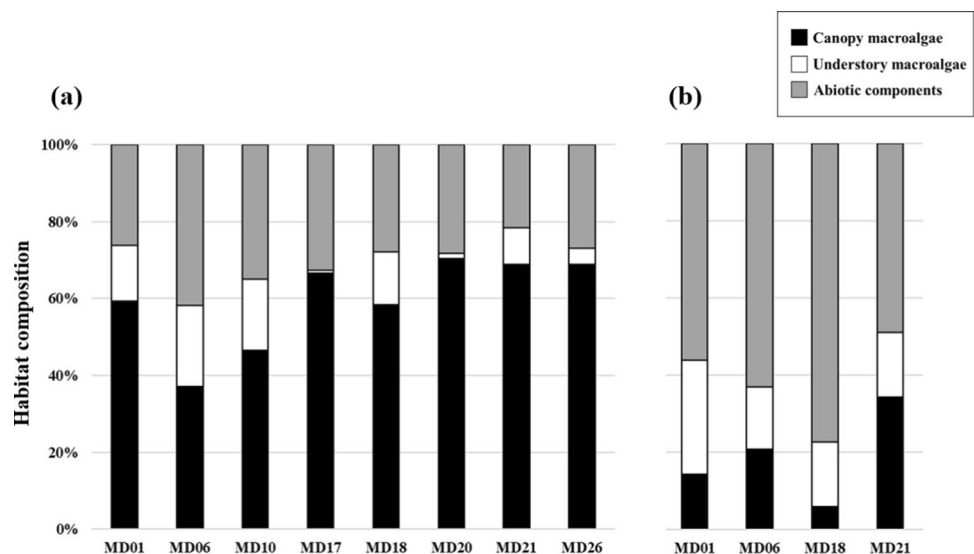 Canopy macroalgae
Understory macroalgae
Abiotic components
(a)
(b)
Habitat composition
100%
80%
60%
40%
20%
0%
MD01 MD06 MD10 MD17 MD18 MD20 MD21 MD26
MD01 MD06 MD18 MD21